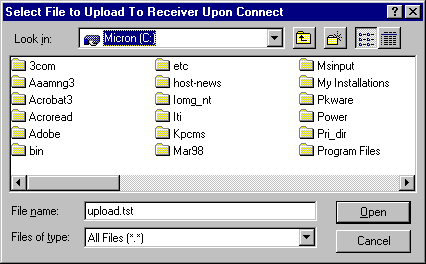 Select File to Upload To Receiver Upon Connect
Look in: Micron (C:)
3com etc Msinput
Aaamng3 host-news My Installations
Acrobat3 Iomg_nt Pkware
Acroread Iti Power
Adobe Kpcms Pri_dir
bin Mar98 Program Files
File name: upload.tst Open
Files of type: All Files (*.*) Cancel